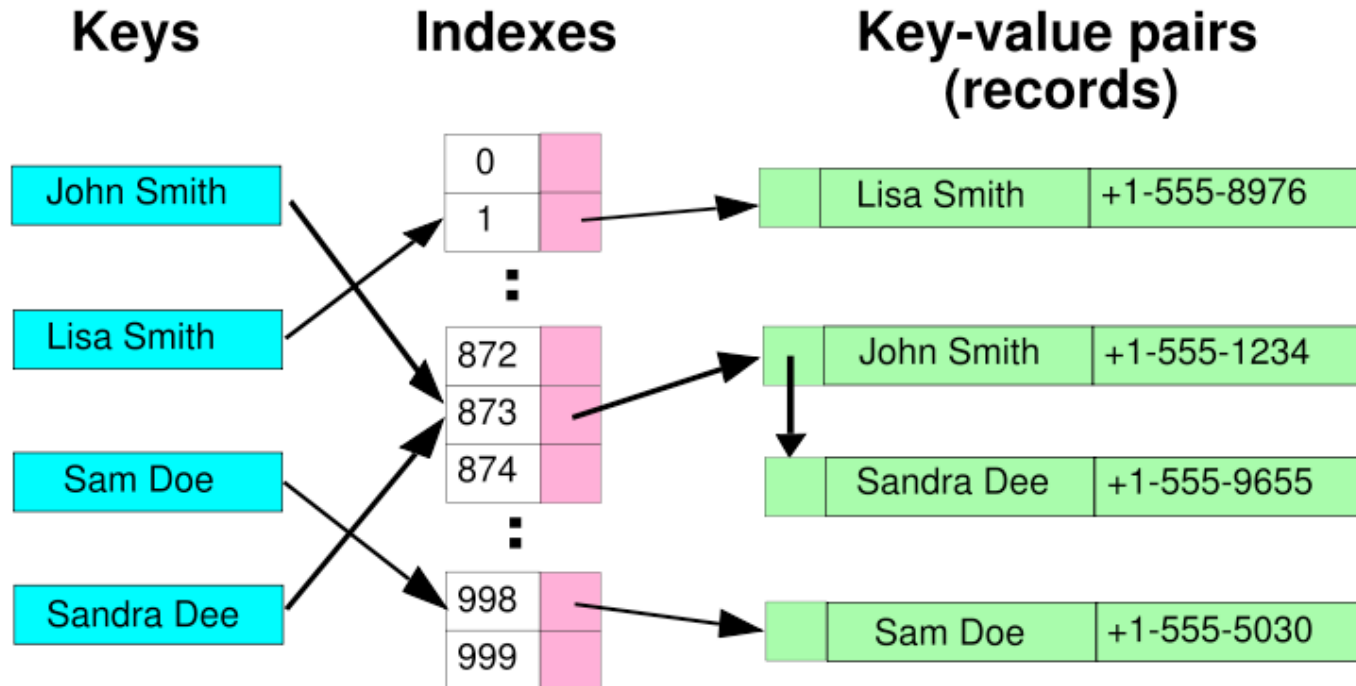 Keys
Indexes
Key-value pairs
(records)
John Smith
Lisa Smith
Sam Doe
Sandra Dee
0
1
:
872
873
874
:
998
999
Lisa Smith +1-555-8976
John Smith +1-555-1234
Sandra Dee +1-555-9655
Sam Doe +1-555-5030